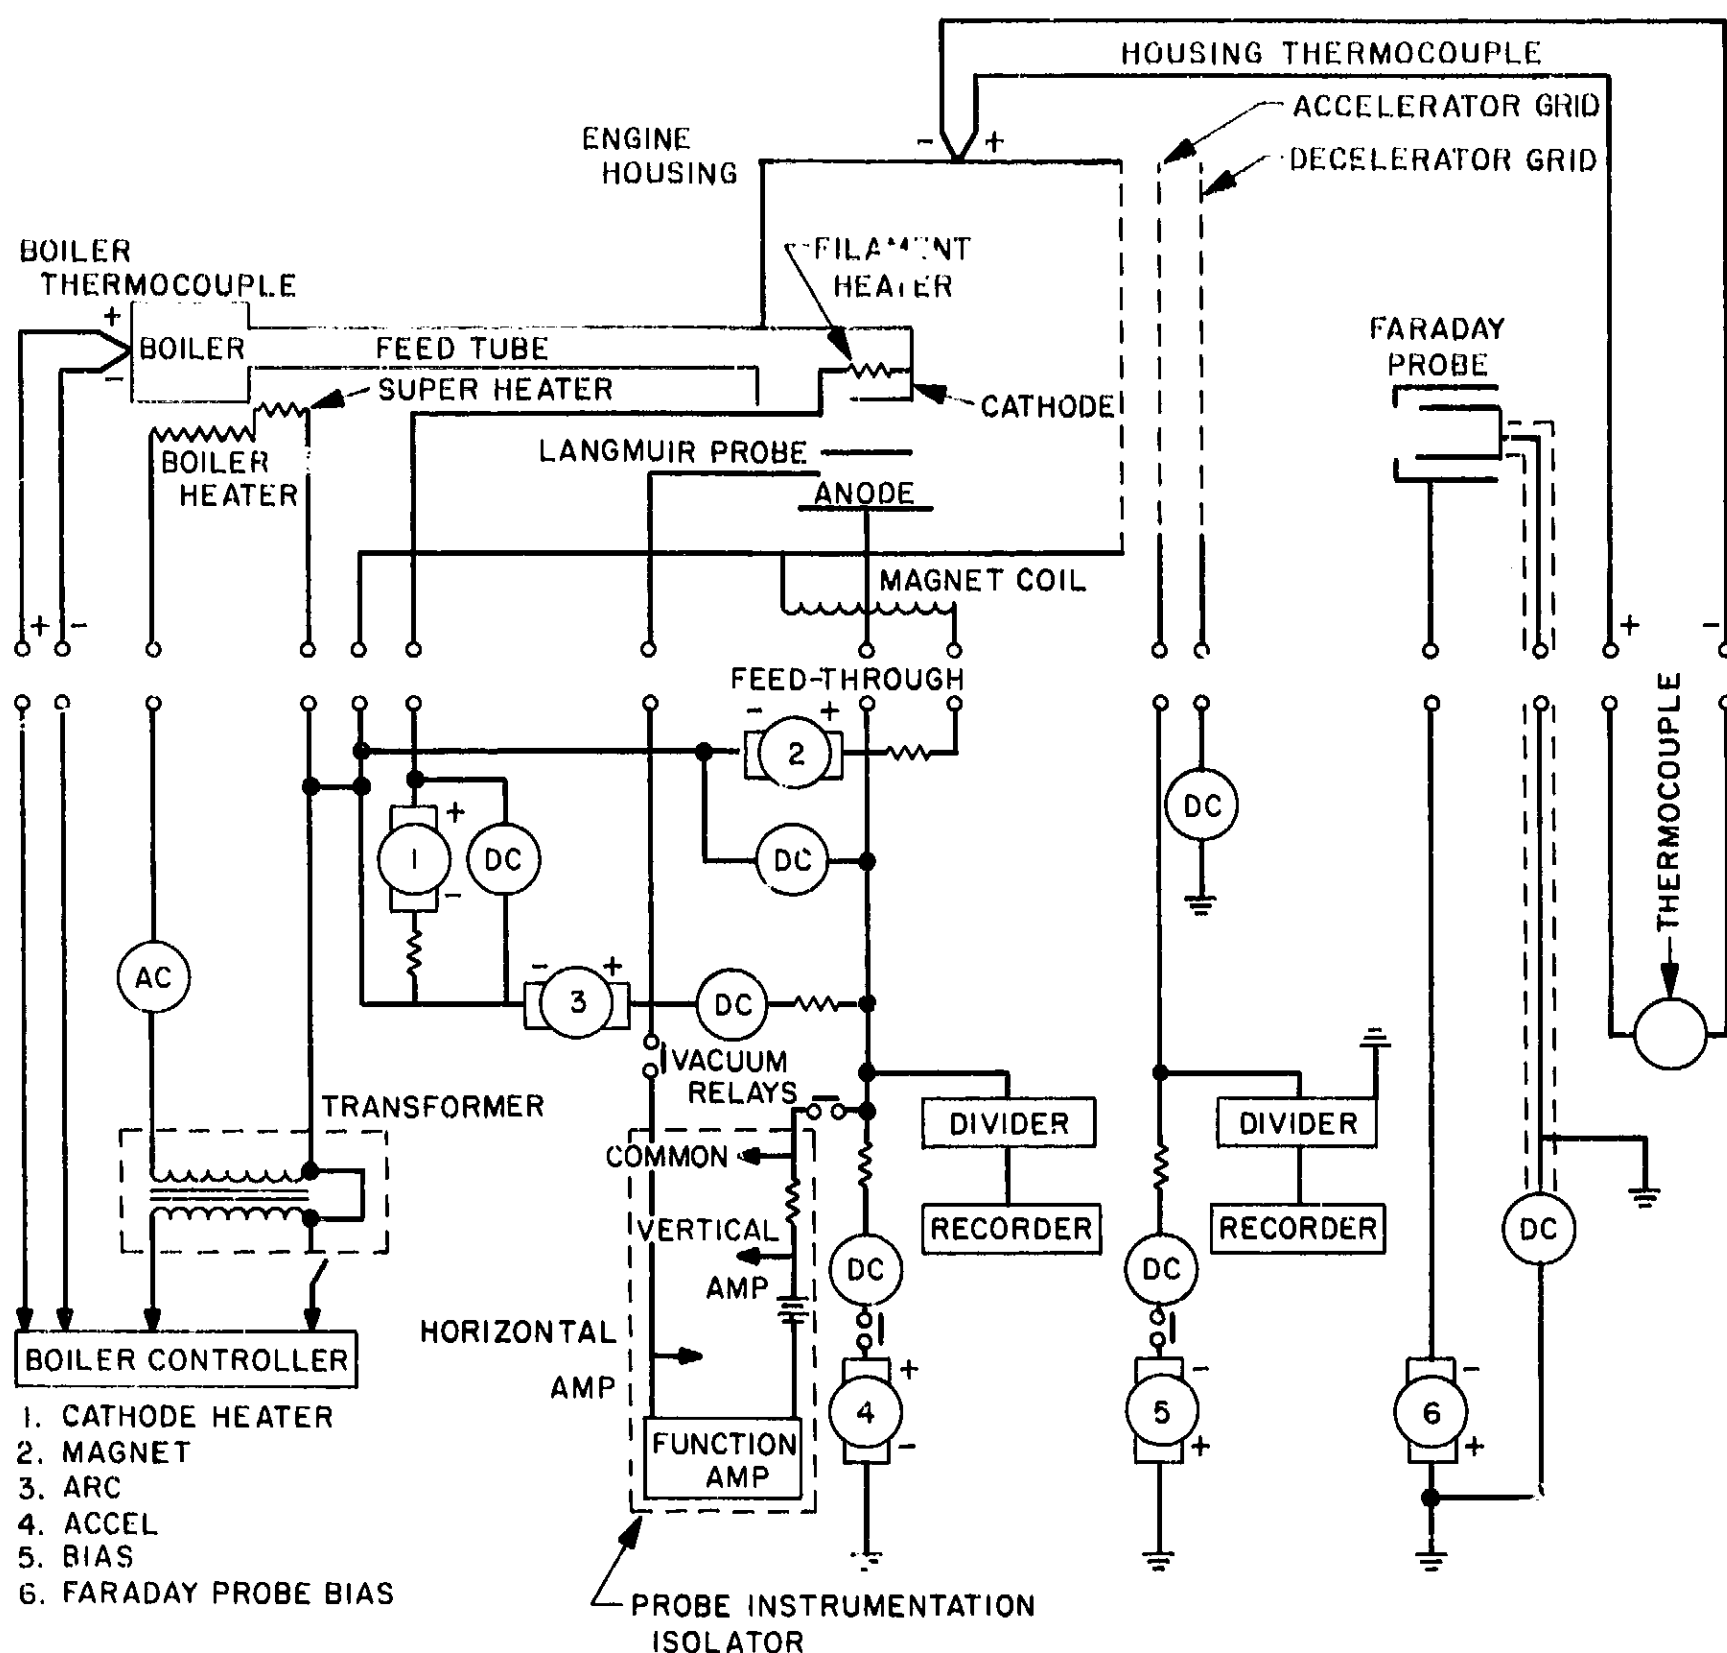 HOUSING THERMOCOUPLE
ACCELERATOR GRID
DECELERATOR GRID
- +
ENGINE
HOUSING
BOILER
THERMOCOUPLE
FILAMENT
HEATER
+
-
BOILER
FEED TUBE
SUPER HEATER
CATHODE
FARADAY
PROBE
BOILER
HEATER
LANGMUIR PROBE
ANODE
MAGNET COIL
+ -
+ -
FEED-THROUGH
- +
2
THERMOCOUPLE
+
1
-
DC
DC
DC
AC
- +
3
DC
VACUUM
RELAYS
TRANSFORMER
DIVIDER
DIVIDER
COMMON
VERTICAL
AMP
RECORDER
RECORDER
DC
DC
DC
HORIZONTAL
AMP
BOILER CONTROLLER
+
4
-
-
5
+
-
6
+
FUNCTION
AMP
1. CATHODE HEATER
2. MAGNET
3. ARC
4. ACCEL
5. BIAS
6. FARADAY PROBE BIAS
PROBE INSTRUMENTATION
ISOLATOR